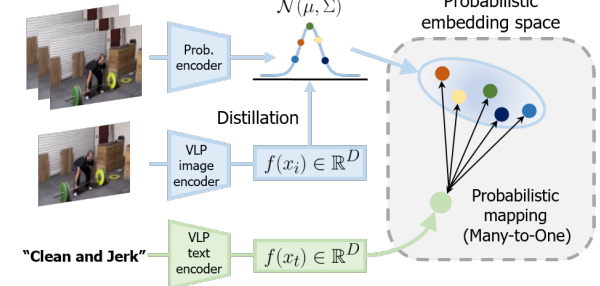 N(μ, Σ)
Probabilistic
embedding space
Prob.
encoder
Distillation
VLP
image
encoder
f(x_i) ∈ ℝ^D
Probabilistic
mapping
(Many-to-One)
"Clean and Jerk"
VLP
text
encoder
f(x_t) ∈ ℝ^D